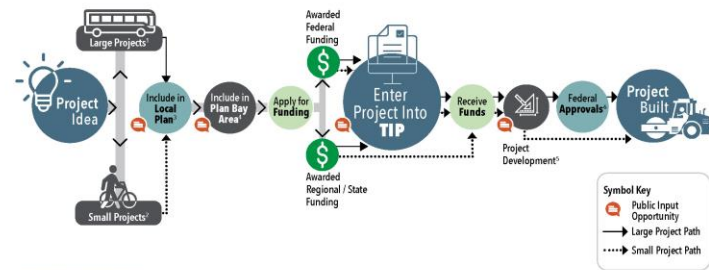 Large Projects¹
Project
Idea
Small Projects²
Include in
Local
Plan³
Include in
Plan Bay
Area⁴
Apply for
Funding
Awarded
Federal
Funding
$
$
Awarded
Regional / State
Funding
Enter
Project Into
TIP
Receive
Funds
Project
Development⁵
Federal
Approvals⁶
Project
Built
Symbol Key
Public Input
Opportunity
Large Project Path
Small Project Path